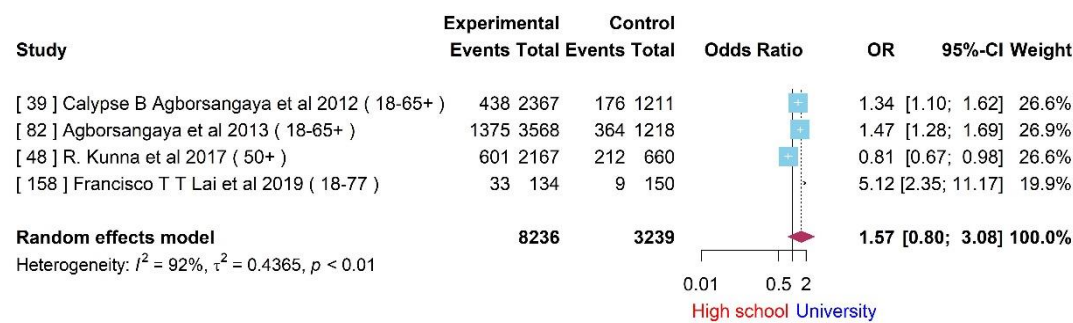 Experimental Control
Study Events Total Events Total Odds Ratio OR 95%-CI Weight
[ 39 ] Calypse B Agborsangaya et al 2012 ( 18-65+ ) 438 2367 176 1211 1.34 [1.10; 1.62] 26.6%
[ 82 ] Agborsangaya et al 2013 ( 18-65+ ) 1375 3568 364 1218 1.47 [1.28; 1.69] 26.9%
[ 48 ] R. Kunna et al 2017 ( 50+ ) 601 2167 212 660 0.81 [0.67; 0.98] 26.6%
[ 158 ] Francisco T T Lai et al 2019 ( 18-77 ) 33 134 9 150 5.12 [2.35; 11.17] 19.9%
Random effects model 8236 3239 1.57 [0.80; 3.08] 100.0%
Heterogeneity: I² = 92%, τ² = 0.4365, p < 0.01
0.01 0.5 2
High school University